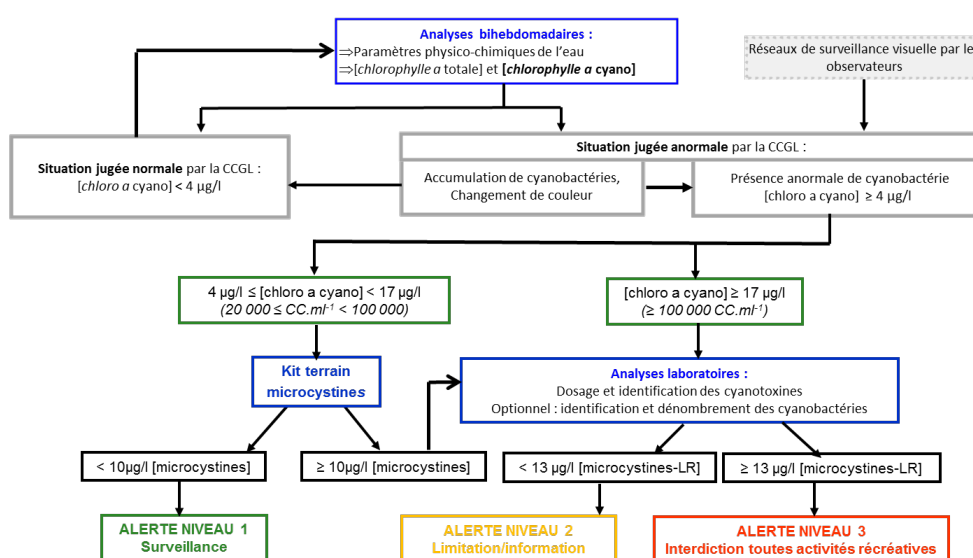 Analyses bihebdomadaires :
⇒Paramètres physico-chimiques de l'eau
⇒[chlorophylle a totale] et [chlorophylle a cyano]
Réseaux de surveillance visuelle par le
observateurs
Situation jugée normale par la CCGL :
[chloro a cyano] < 4 µg/l
Situation jugée anormale par la CCGL :
Accumulation de cyanobactéries,
Changement de couleur
Présence anormale de cyanobactérie
[chloro a cyano] ≥ 4 µg/l
4 µg/l ≤ [chloro a cyano] < 17 µg/l
(20 000 ≤ CC.ml⁻¹ < 100 000)
[chloro a cyano] ≥ 17 µg/l
(≥ 100 000 CC.ml⁻¹)
Kit terrain
microcystines
Analyses laboratoires :
Dosage et identification des cyanotoxines
Optionnel : identification et dénombrement des cyanobactéries
< 10µg/l [microcystines]
≥ 10µg/l [microcystines]
< 13 µg/l [microcystines-LR]
≥ 13 µg/l [microcystines-LR]
ALERTE NIVEAU 1
Surveillance
ALERTE NIVEAU 2
Limitation/information
ALERTE NIVEAU 3
Interdiction toutes activités récréatives